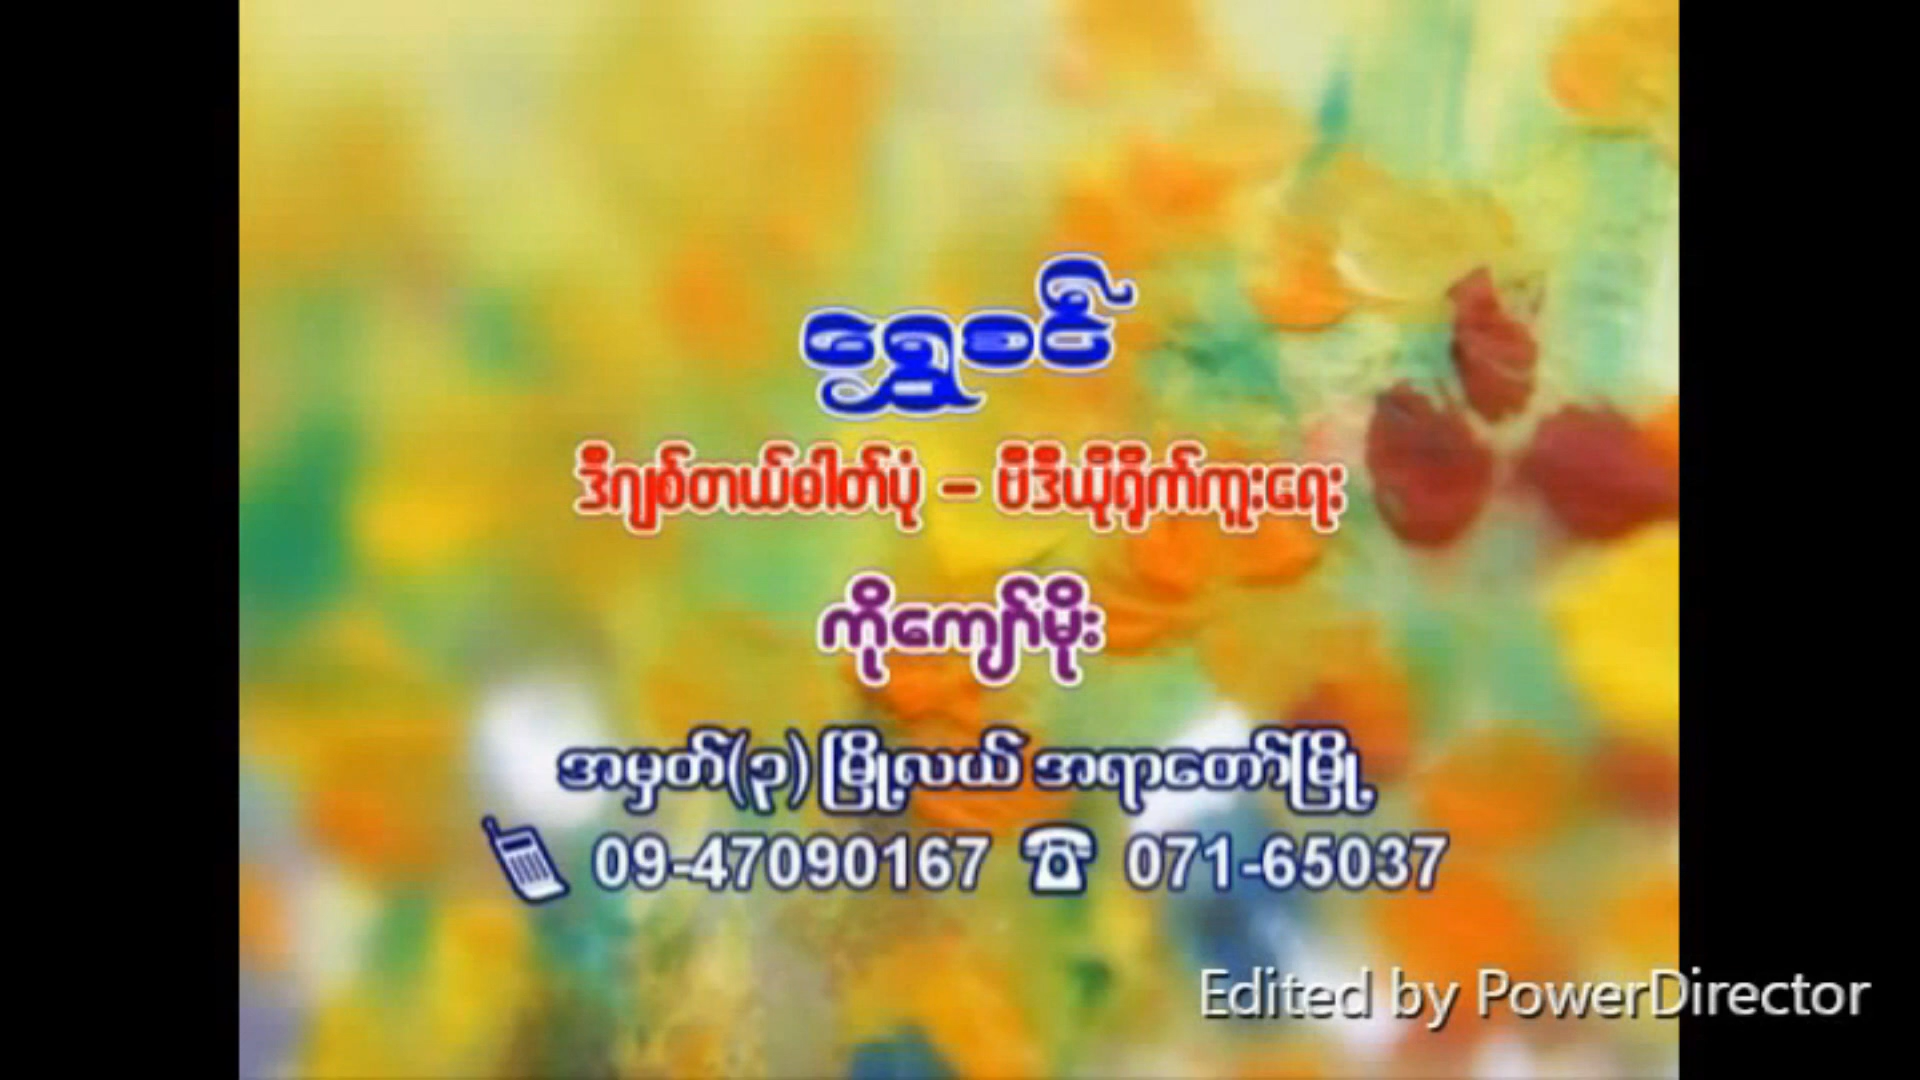 ရွှေစင်
ဒီဂျစ်တယ်ဓါတ်ပုံ – ဗီဒီယိုရိုက်ကူးရေး
ကိုကျော်မိုး
အမှတ်(၃) မြို့လယ် အရာတော်မြို့
09-47090167 071-65037
Edited by PowerDirector